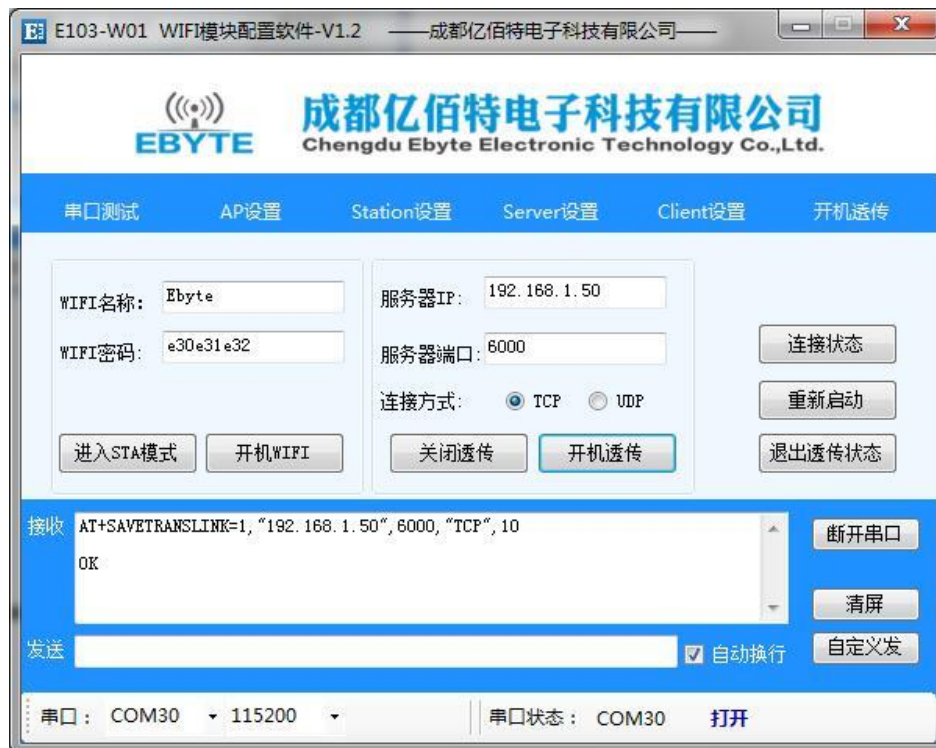 E103-W01 WIFI模块配置软件-V1.2 ——成都亿佰特电子科技有限公司——
EBYTE
成都亿佰特电子科技有限公司
Chengdu Ebyte Electronic Technology Co.,Ltd.
串口测试 AP设置 Station设置 Server设置 Client设置 开机透传
WIFI名称: Ebyte
WIFI密码: e30e31e32
进入STA模式 开机WIFI
服务器IP: 192.168.1.50
服务器端口: 6000
连接方式: TCP UDP
关闭透传 开机透传
连接状态
重新启动
退出透传状态
接收 AT+SAVETRANSLINK=1,"192.168.1.50",6000,"TCP",10
OK
断开串口
清屏
发送 自动换行 自定义发
串口: COM30 115200 串口状态: COM30 打开